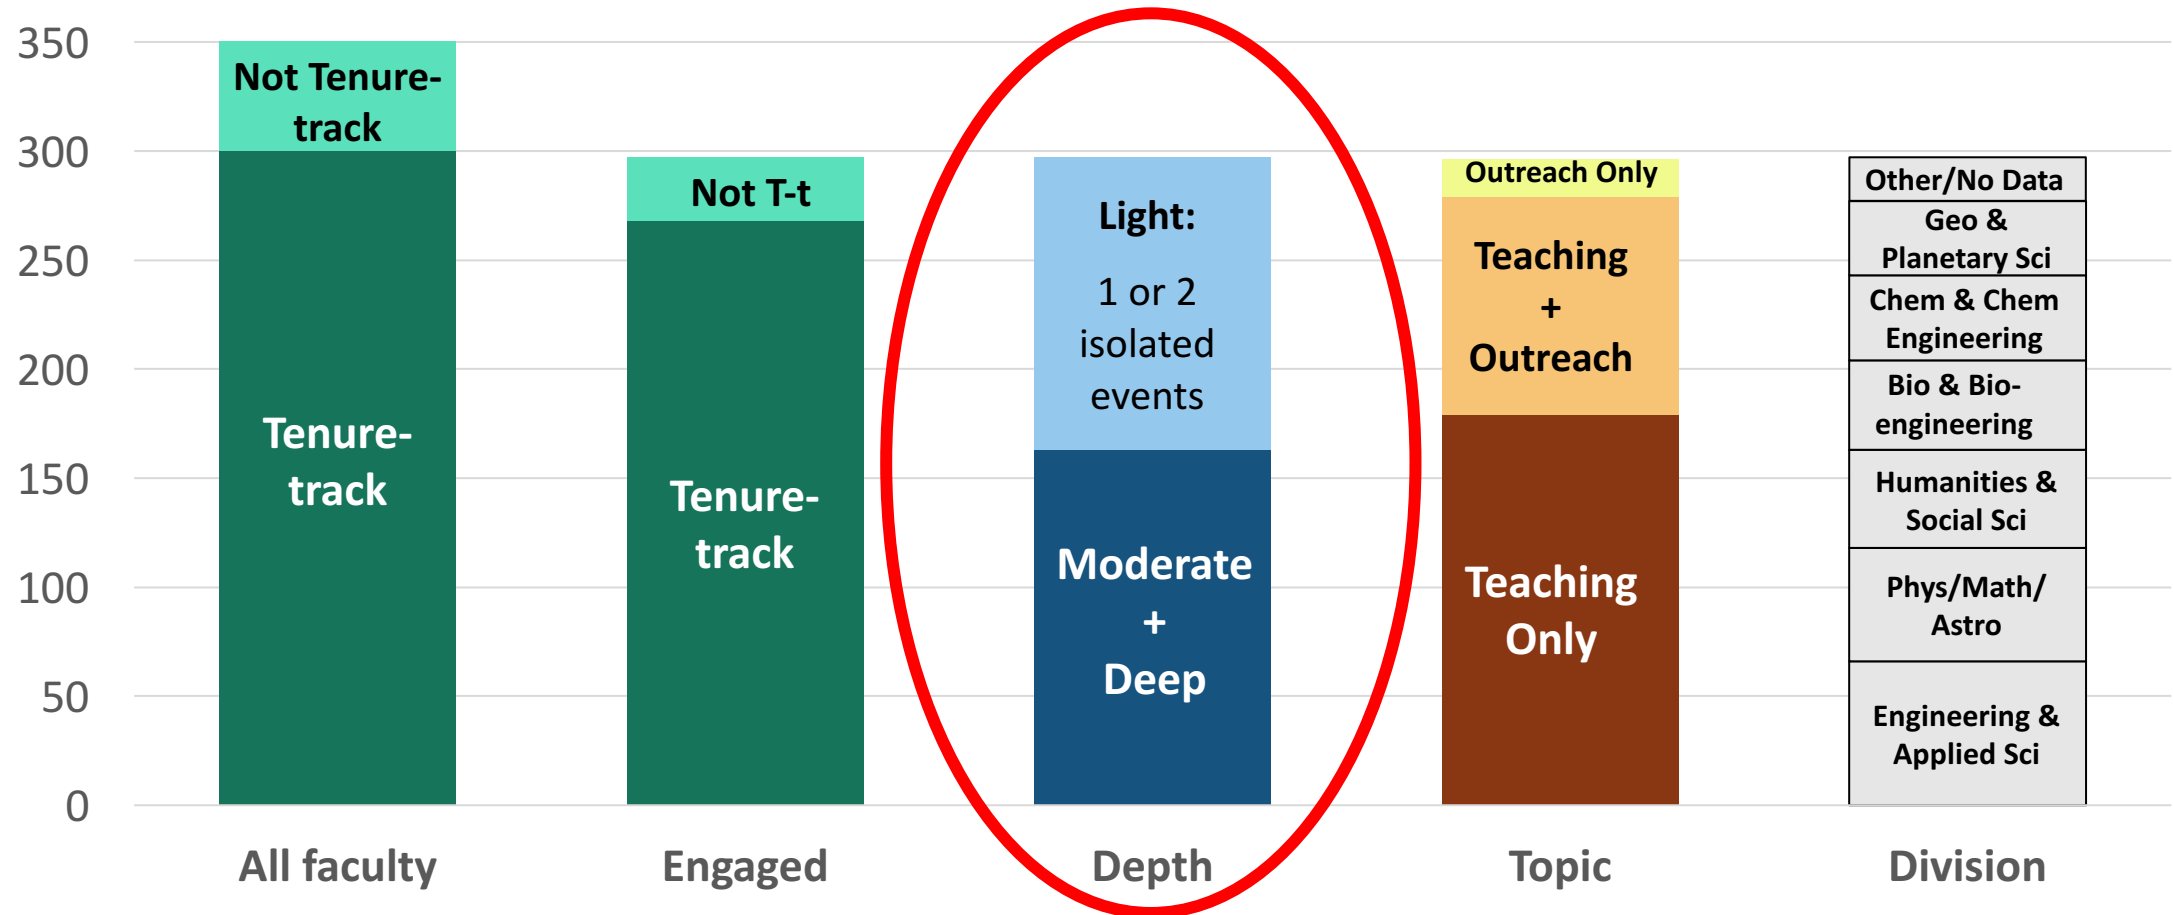 350
300
250
200
150
100
50
0
Not Tenure-
track
Tenure-
track
All faculty
Not T-t
Tenure-
track
Engaged
Light:
1 or 2
isolated
events
Moderate
+
Deep
Depth
Outreach Only
Teaching
+
Outreach
Teaching
Only
Topic
Other/No Data
Geo &
Planetary Sci
Chem & Chem
Engineering
Bio & Bio-
engineering
Humanities &
Social Sci
Phys/Math/
Astro
Engineering &
Applied Sci
Division